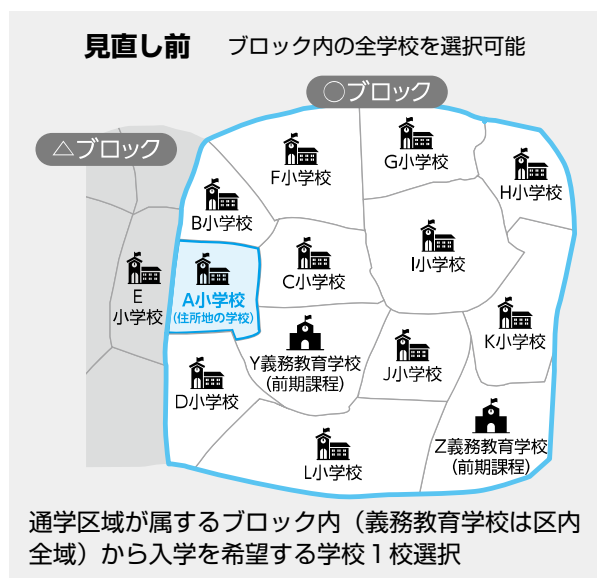 見直し前 ブロック内の全学校を選択可能
○ブロック
△ブロック
G小学校
F小学校
H小学校
B小学校
I小学校
C小学校
E
小学校
A小学校
(住所地の学校)
K小学校
Y義務教育学校
(前期課程)
J小学校
D小学校
Z義務教育学校
(前期課程)
L小学校
通学区域が属するブロック内（義務教育学校は区内
全域）から入学を希望する学校１校選択